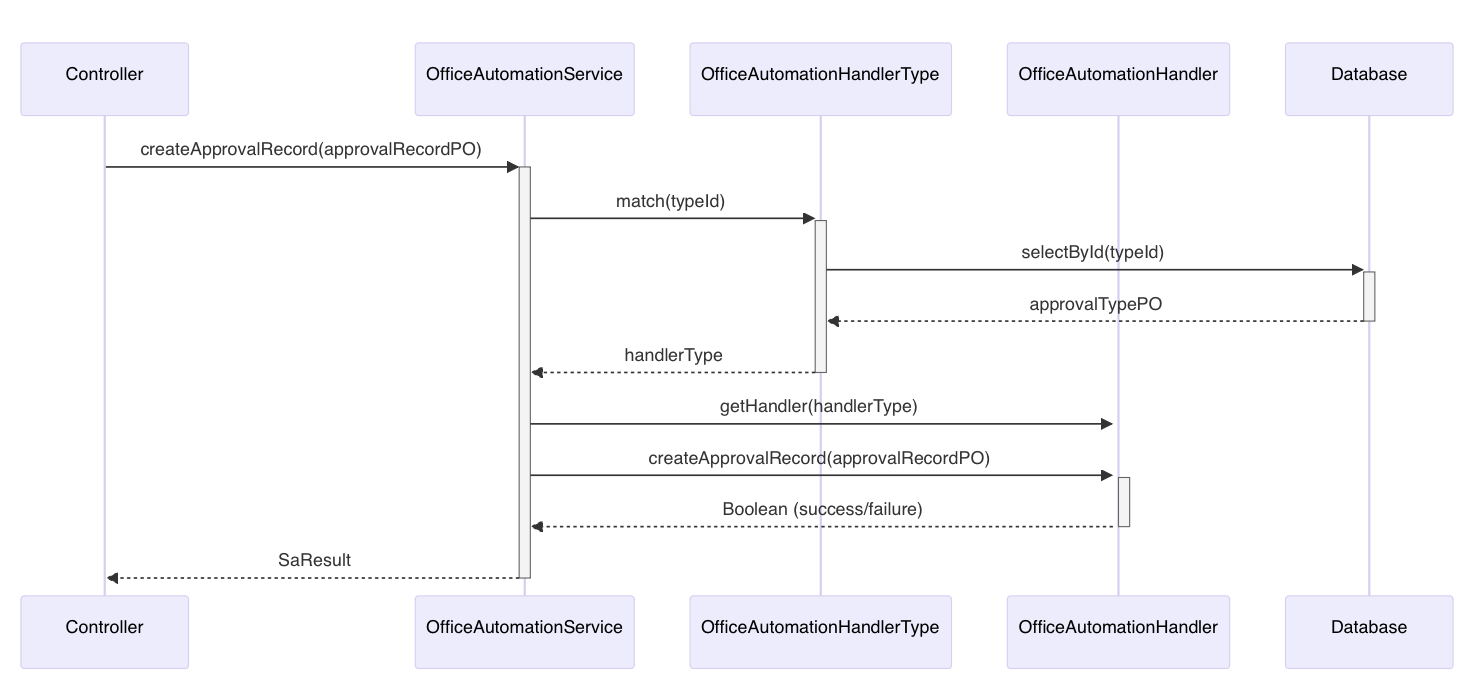 Controller
OfficeAutomationService
OfficeAutomationHandlerType
OfficeAutomationHandler
Database
createApprovalRecord(approvalRecordPO)
match(typeId)
selectById(typeId)
approvalTypePO
handlerType
getHandler(handlerType)
createApprovalRecord(approvalRecordPO)
Boolean (success/failure)
SaResult
Controller
OfficeAutomationService
OfficeAutomationHandlerType
OfficeAutomationHandler
Database